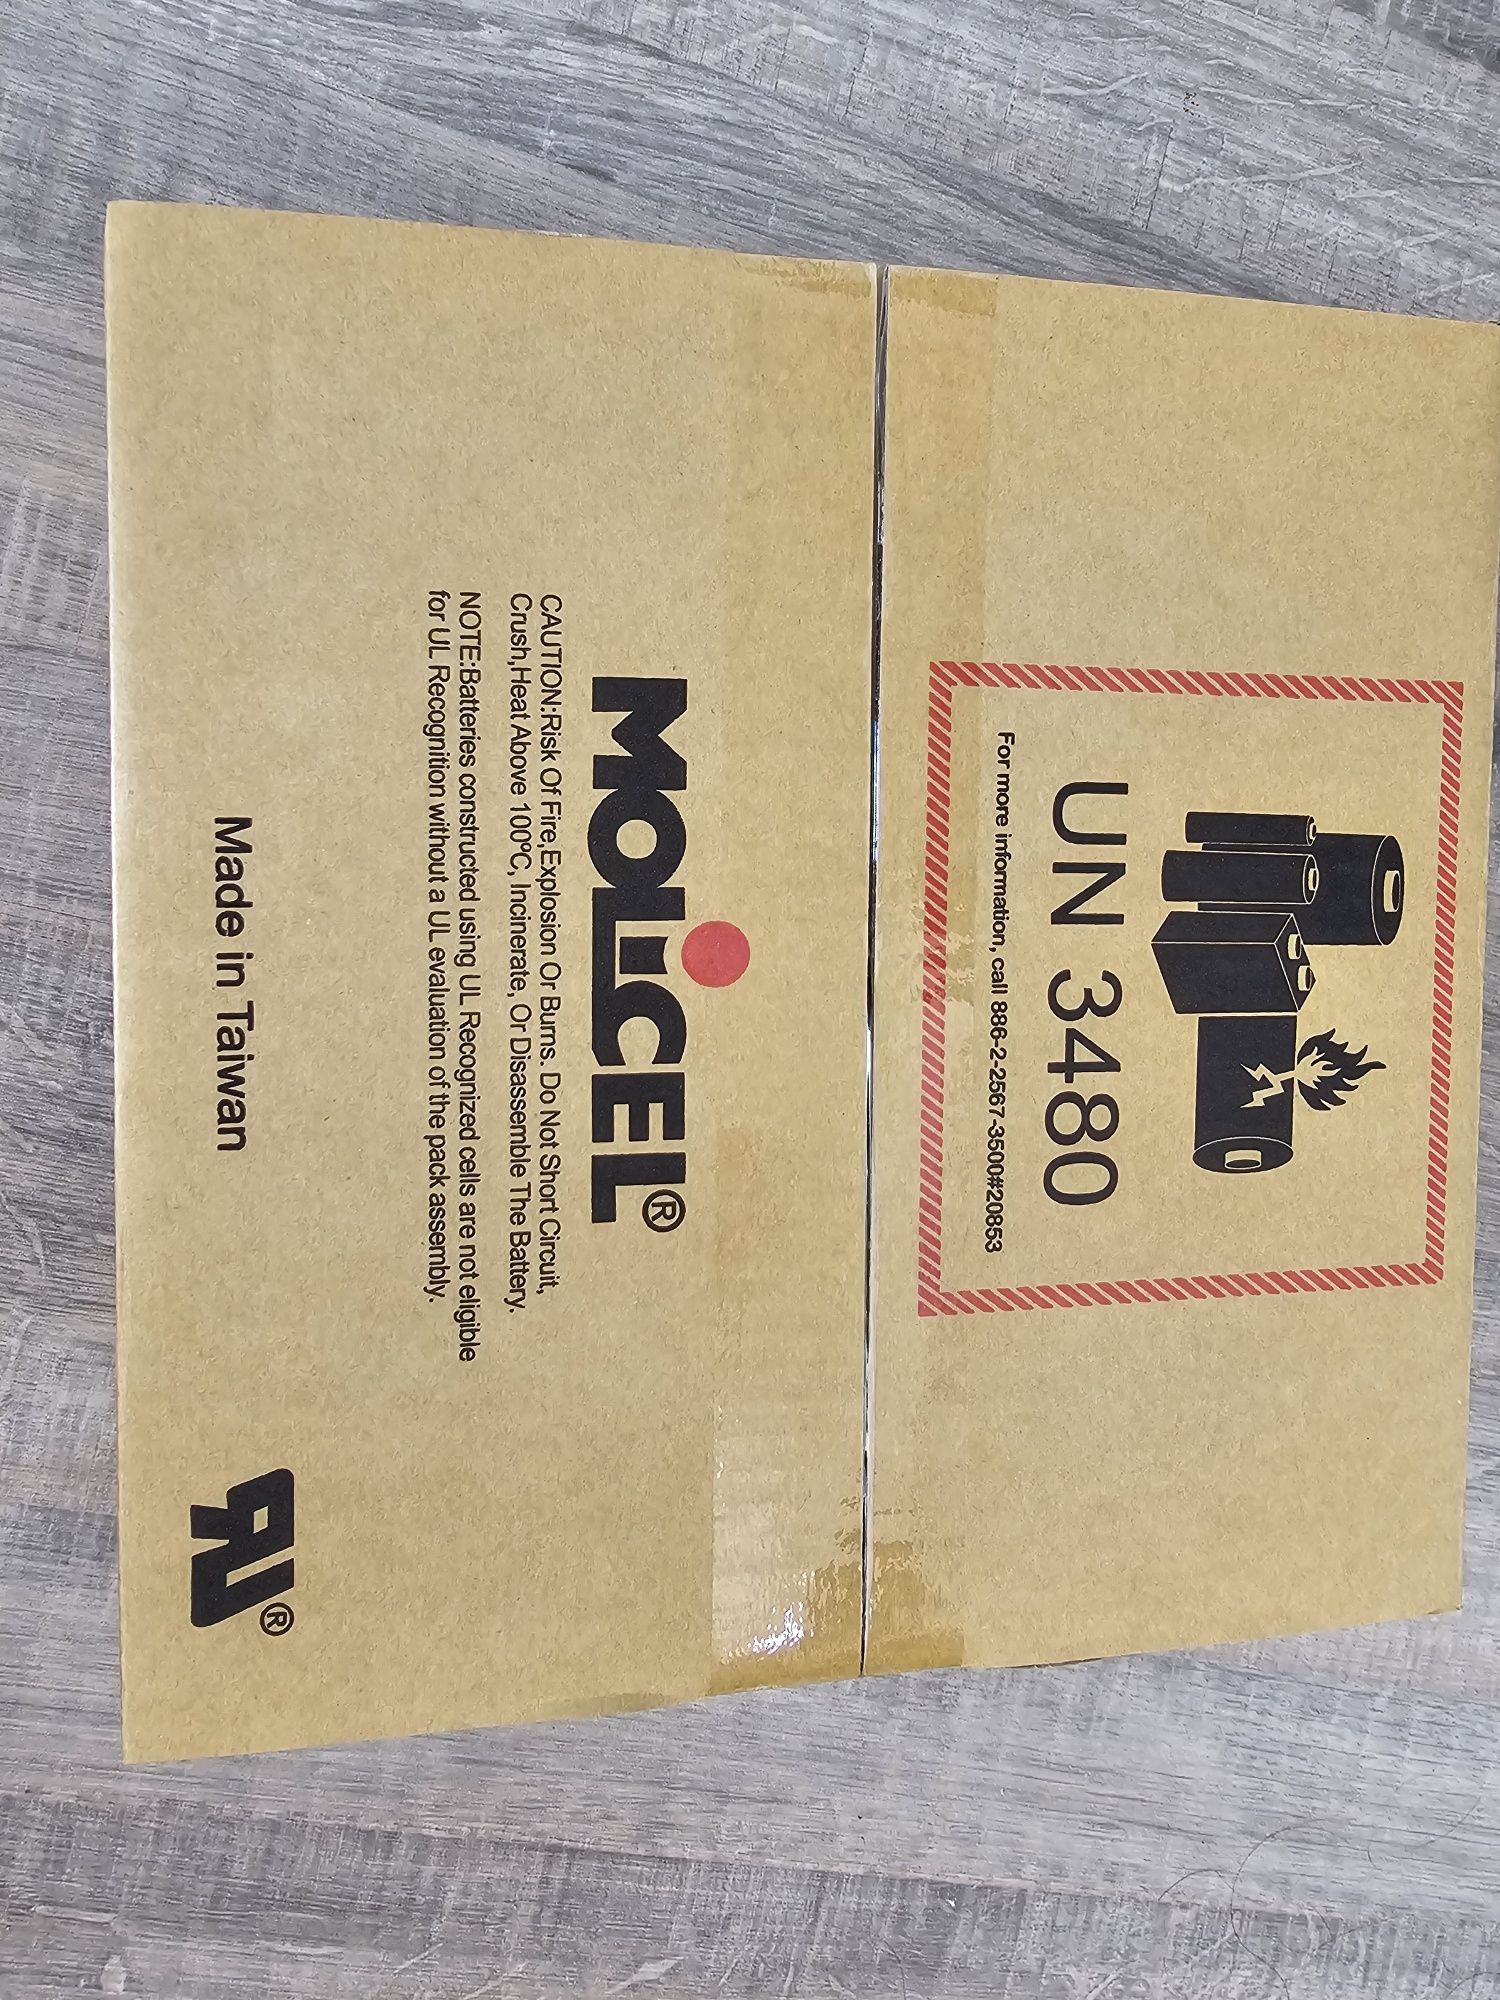 UN 3480
For more information, call 886-2-2567-3500#20853
MOLICEL®
CAUTION:Risk Of Fire,Explosion Or Burns. Do Not Short Circuit,
Crush,Heat Above 100ºC, Incinerate, Or Disassemble The Battery.
NOTE:Batteries constructed using UL Recognized cells are not eligible
for UL Recognition without a UL evaluation of the pack assembly.
Made in Taiwan
RU®